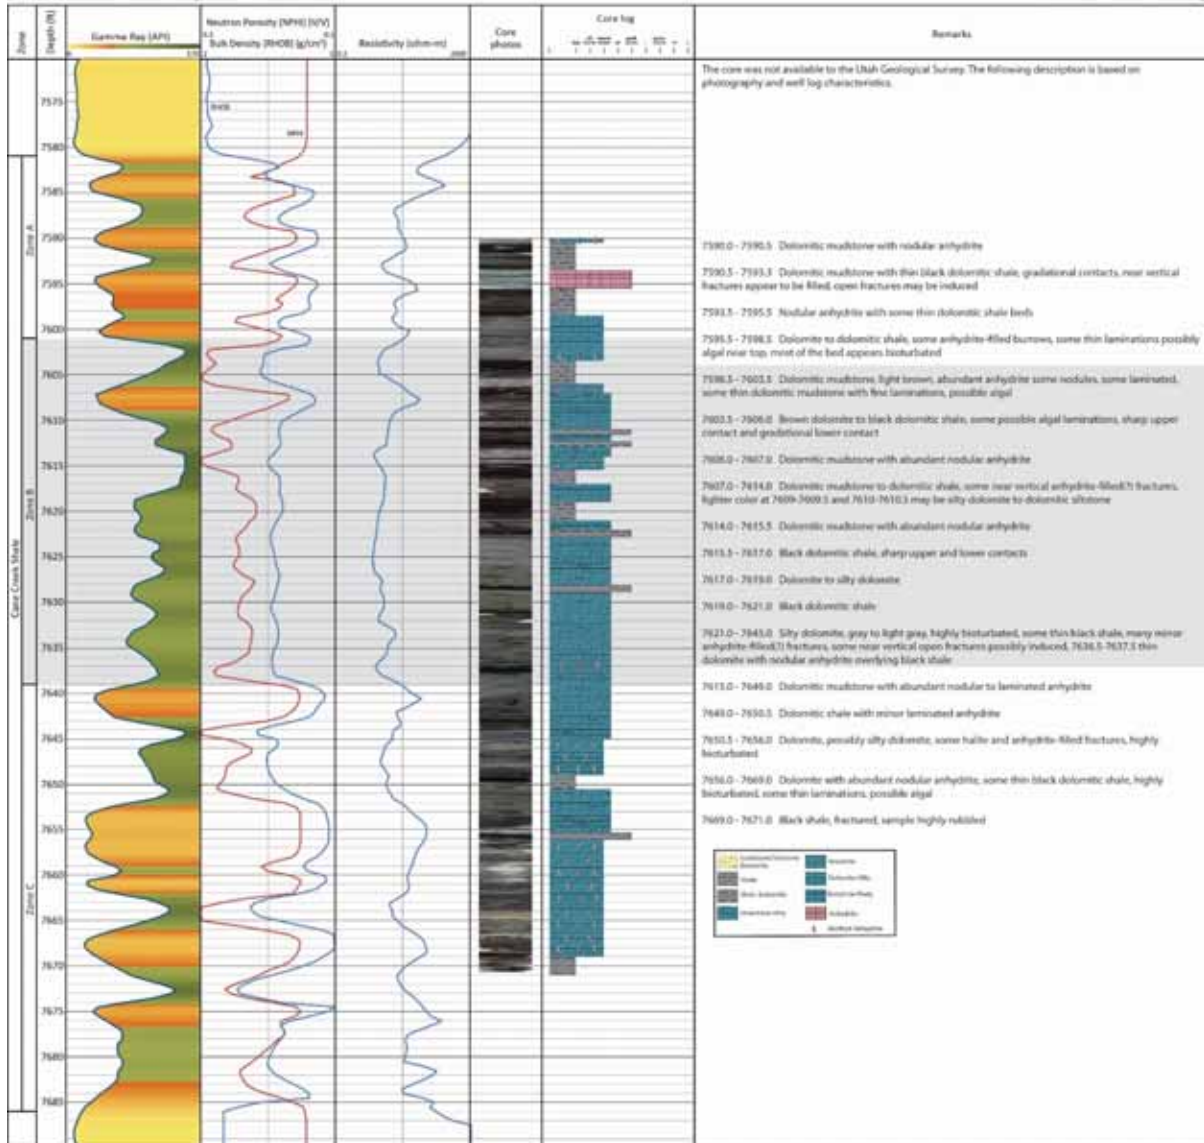 Zone
Depth (ft)
Gamma Ray (API)
Neutron Porosity [NPHI] (V/V)
Bulk Density [RHOB] (g/cm³)
Resistivity (ohm-m)
Core
photos
Core log
Remarks
The core was not available to the Utah Geological Survey. The following description is based on
photography and well log characteristics.
RHOB
NPHI
7575
7580
7585
7590
7595
7600
7605
7610
7615
7620
7625
7630
7635
7640
7645
7650
7655
7660
7665
7670
7675
7680
7685
Cane Creek Shale
Zone A
Zone B
Zone C
7590.0 - 7590.5 Dolomitic mudstone with nodular anhydrite
7590.5 - 7593.5 Dolomitic mudstone with thin black dolomitic shale, gradational contacts, near vertical
fractures appear to be filled, open fractures may be induced
7593.5 - 7595.5 Nodular anhydrite with some thin dolomitic shale beds
7595.5 - 7598.5 Dolomite to dolomitic shale, some anhydrite-filled burrows, some thin laminations possibly
algal near top, most of the bed appears bioturbated
7598.5 - 7603.5 Dolomitic mudstone, light brown, abundant anhydrite some nodules, some laminated,
some thin dolomitic mudstone with fine laminations, possible algal
7603.5 - 7606.0 Brown dolomite to black dolomitic shale, some possible algal laminations, sharp upper
contact and gradational lower contact
7606.0 - 7607.0 Dolomitic mudstone with abundant nodular anhydrite
7607.0 - 7614.0 Dolomitic mudstone to dolomitic shale, some near vertical anhydrite-filled(?) fractures,
lighter color at 7609-7609.5 and 7610-7610.5 may be silty dolomite to dolomitic siltstone
7614.0 - 7615.5 Dolomitic mudstone with abundant nodular anhydrite
7615.5 - 7617.0 Black dolomitic shale, sharp upper and lower contacts
7617.0 - 7619.0 Dolomite to silty dolomite
7619.0 - 7621.0 Black dolomitic shale
7621.0 - 7645.0 Silty dolomite, gray to light gray, highly bioturbated, some thin black shale, many minor
anhydrite-filled(?) fractures, some near vertical open fractures possibly induced, 7636.5-7637.5 thin
dolomite with nodular anhydrite overlying black shale
7645.0 - 7649.0 Dolomitic mudstone with abundant nodular to laminated anhydrite
7649.0 - 7650.5 Dolomitic shale with minor laminated anhydrite
7650.5 - 7656.0 Dolomite, possibly silty dolomite, some halite and anhydrite-filled fractures, highly
bioturbated
7656.0 - 7669.0 Dolomite with abundant nodular anhydrite, some thin black dolomitic shale, highly
bioturbated, some thin laminations, possible algal
7669.0 - 7671.0 Black shale, fractured, sample highly rubbled